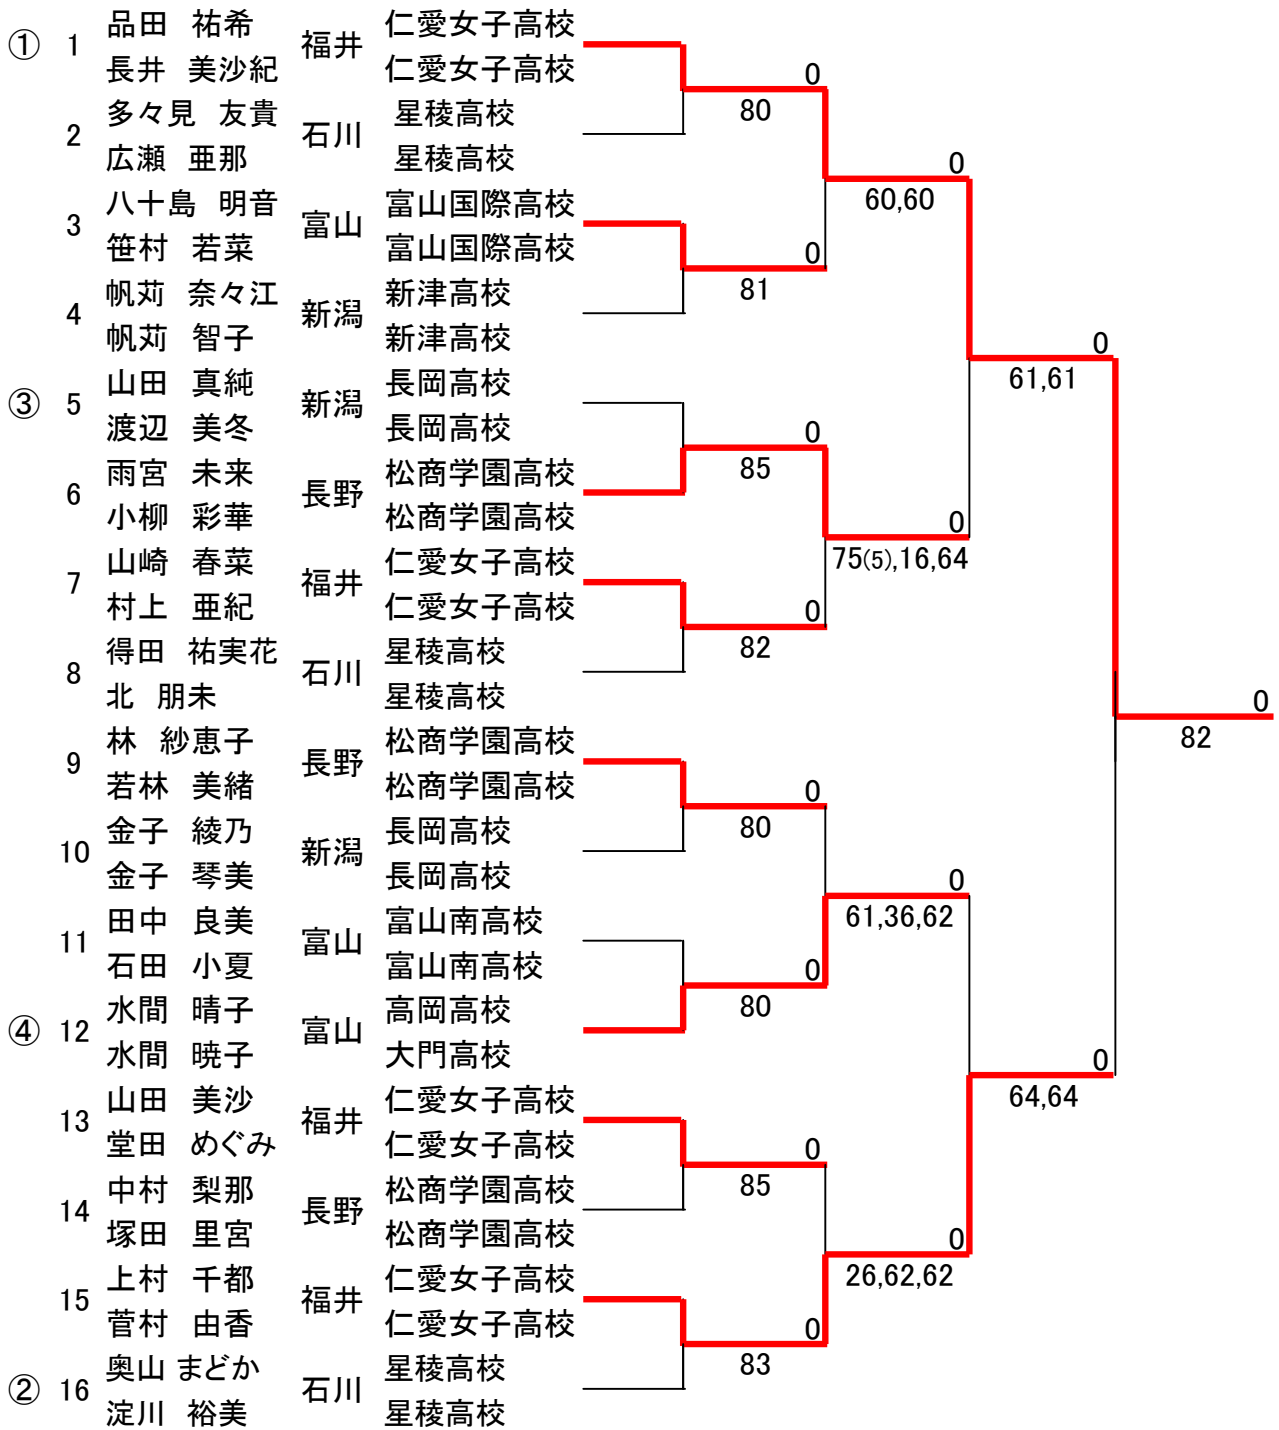 ① 1 品田 祐希 福井 仁愛女子高校
長井 美沙紀 仁愛女子高校
0
80
2 多々見 友貴 石川 星稜高校
広瀬 亜那 星稜高校
0
60,60
3 八十島 明音 富山 富山国際高校
笹村 若菜 富山国際高校
0
81
4 帆苅 奈々江 新潟 新津高校
帆苅 智子 新津高校
0
61,61
③ 5 山田 真純 新潟 長岡高校
渡辺 美冬 長岡高校
0
85
6 雨宮 未来 長野 松商学園高校
小柳 彩華 松商学園高校
0
75(5),16,64
7 山崎 春菜 福井 仁愛女子高校
村上 亜紀 仁愛女子高校
0
82
8 得田 祐実花 石川 星稜高校
北 朋未 星稜高校
0
82
9 林 紗恵子 長野 松商学園高校
若林 美緒 松商学園高校
0
80
10 金子 綾乃 新潟 長岡高校
金子 琴美 長岡高校
0
61,36,62
11 田中 良美 富山 富山南高校
石田 小夏 富山南高校
0
80
④ 12 水間 晴子 富山 高岡高校
水間 暁子 大門高校
0
64,64
13 山田 美沙 福井 仁愛女子高校
堂田 めぐみ 仁愛女子高校
0
85
14 中村 梨那 長野 松商学園高校
塚田 里宮 松商学園高校
0
26,62,62
15 上村 千都 福井 仁愛女子高校
菅村 由香 仁愛女子高校
0
83
② 16 奥山 まどか 石川 星稜高校
淀川 裕美 星稜高校